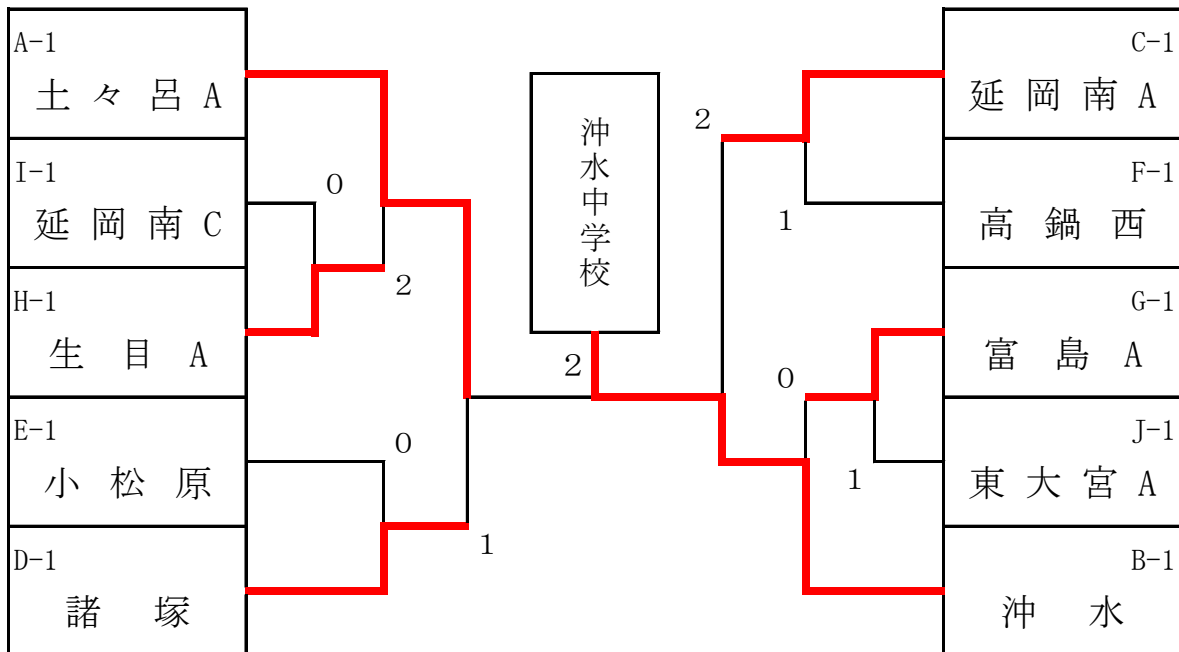 A-1
土々呂A
I-1
延岡南C
H-1
生目A
E-1
小松原
D-1
諸塚
0
2
0
1
沖水中学校
2
2
1
0
1
C-1
延岡南A
F-1
高鍋西
G-1
富島A
J-1
東大宮A
B-1
沖水